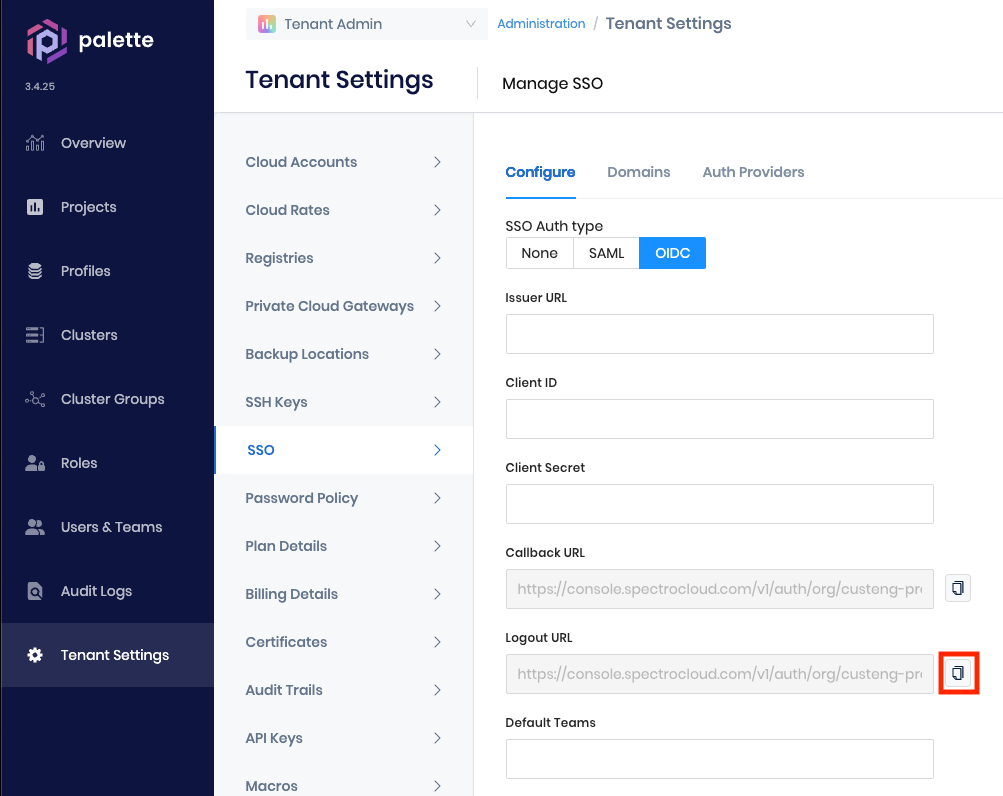 palette
3.4.25
Overview
Projects
Profiles
Clusters
Cluster Groups
Roles
Users & Teams
Audit Logs
Tenant Settings
Tenant Admin
Administration / Tenant Settings
Tenant Settings
Manage SSO
Cloud Accounts
Cloud Rates
Registries
Private Cloud Gateways
Backup Locations
SSH Keys
SSO
Password Policy
Plan Details
Billing Details
Certificates
Audit Trails
API Keys
Macros
Configure Domains Auth Providers
SSO Auth type
None SAML OIDC
Issuer URL
Client ID
Client Secret
Callback URL
https://console.spectrocloud.com/v1/auth/org/custeng-pr
Logout URL
https://console.spectrocloud.com/v1/auth/org/custeng-pr
Default Teams